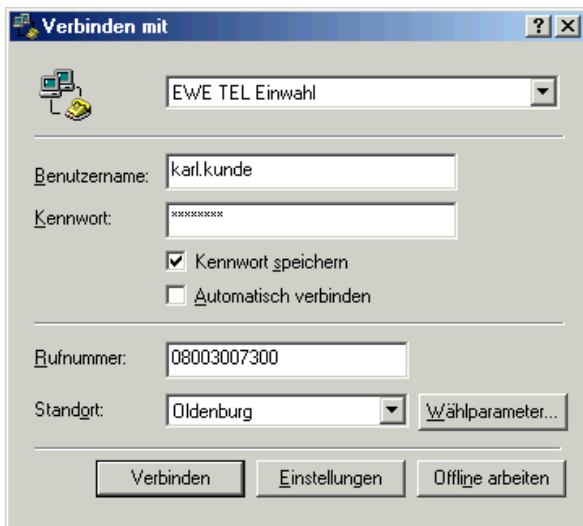 Verbinden mit
EWE TEL Einwahl
Benutzername: karl.kunde
Kennwort: ********
Kennwort speichern
Automatisch verbinden
Rufnummer: 08003007300
Standort: Oldenburg Wählparameter...
Verbinden Einstellungen Offline arbeiten